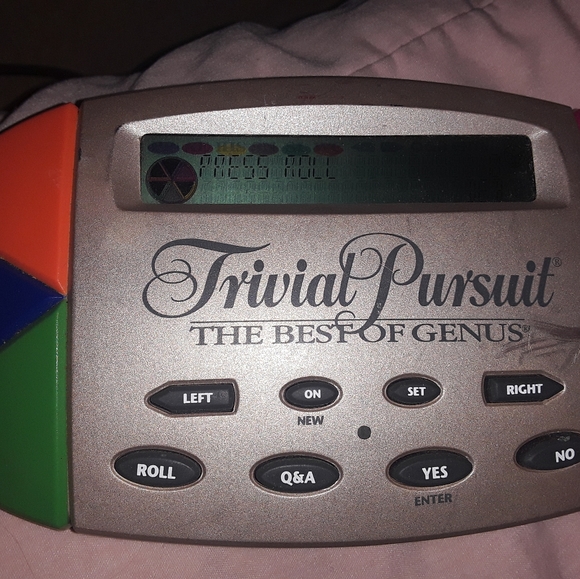 PRESS ROLL
Trivial Pursuit®
THE BEST OF GENUS®
LEFT
ON
SET
RIGHT
NEW
ROLL
Q&A
YES
NO
ENTER